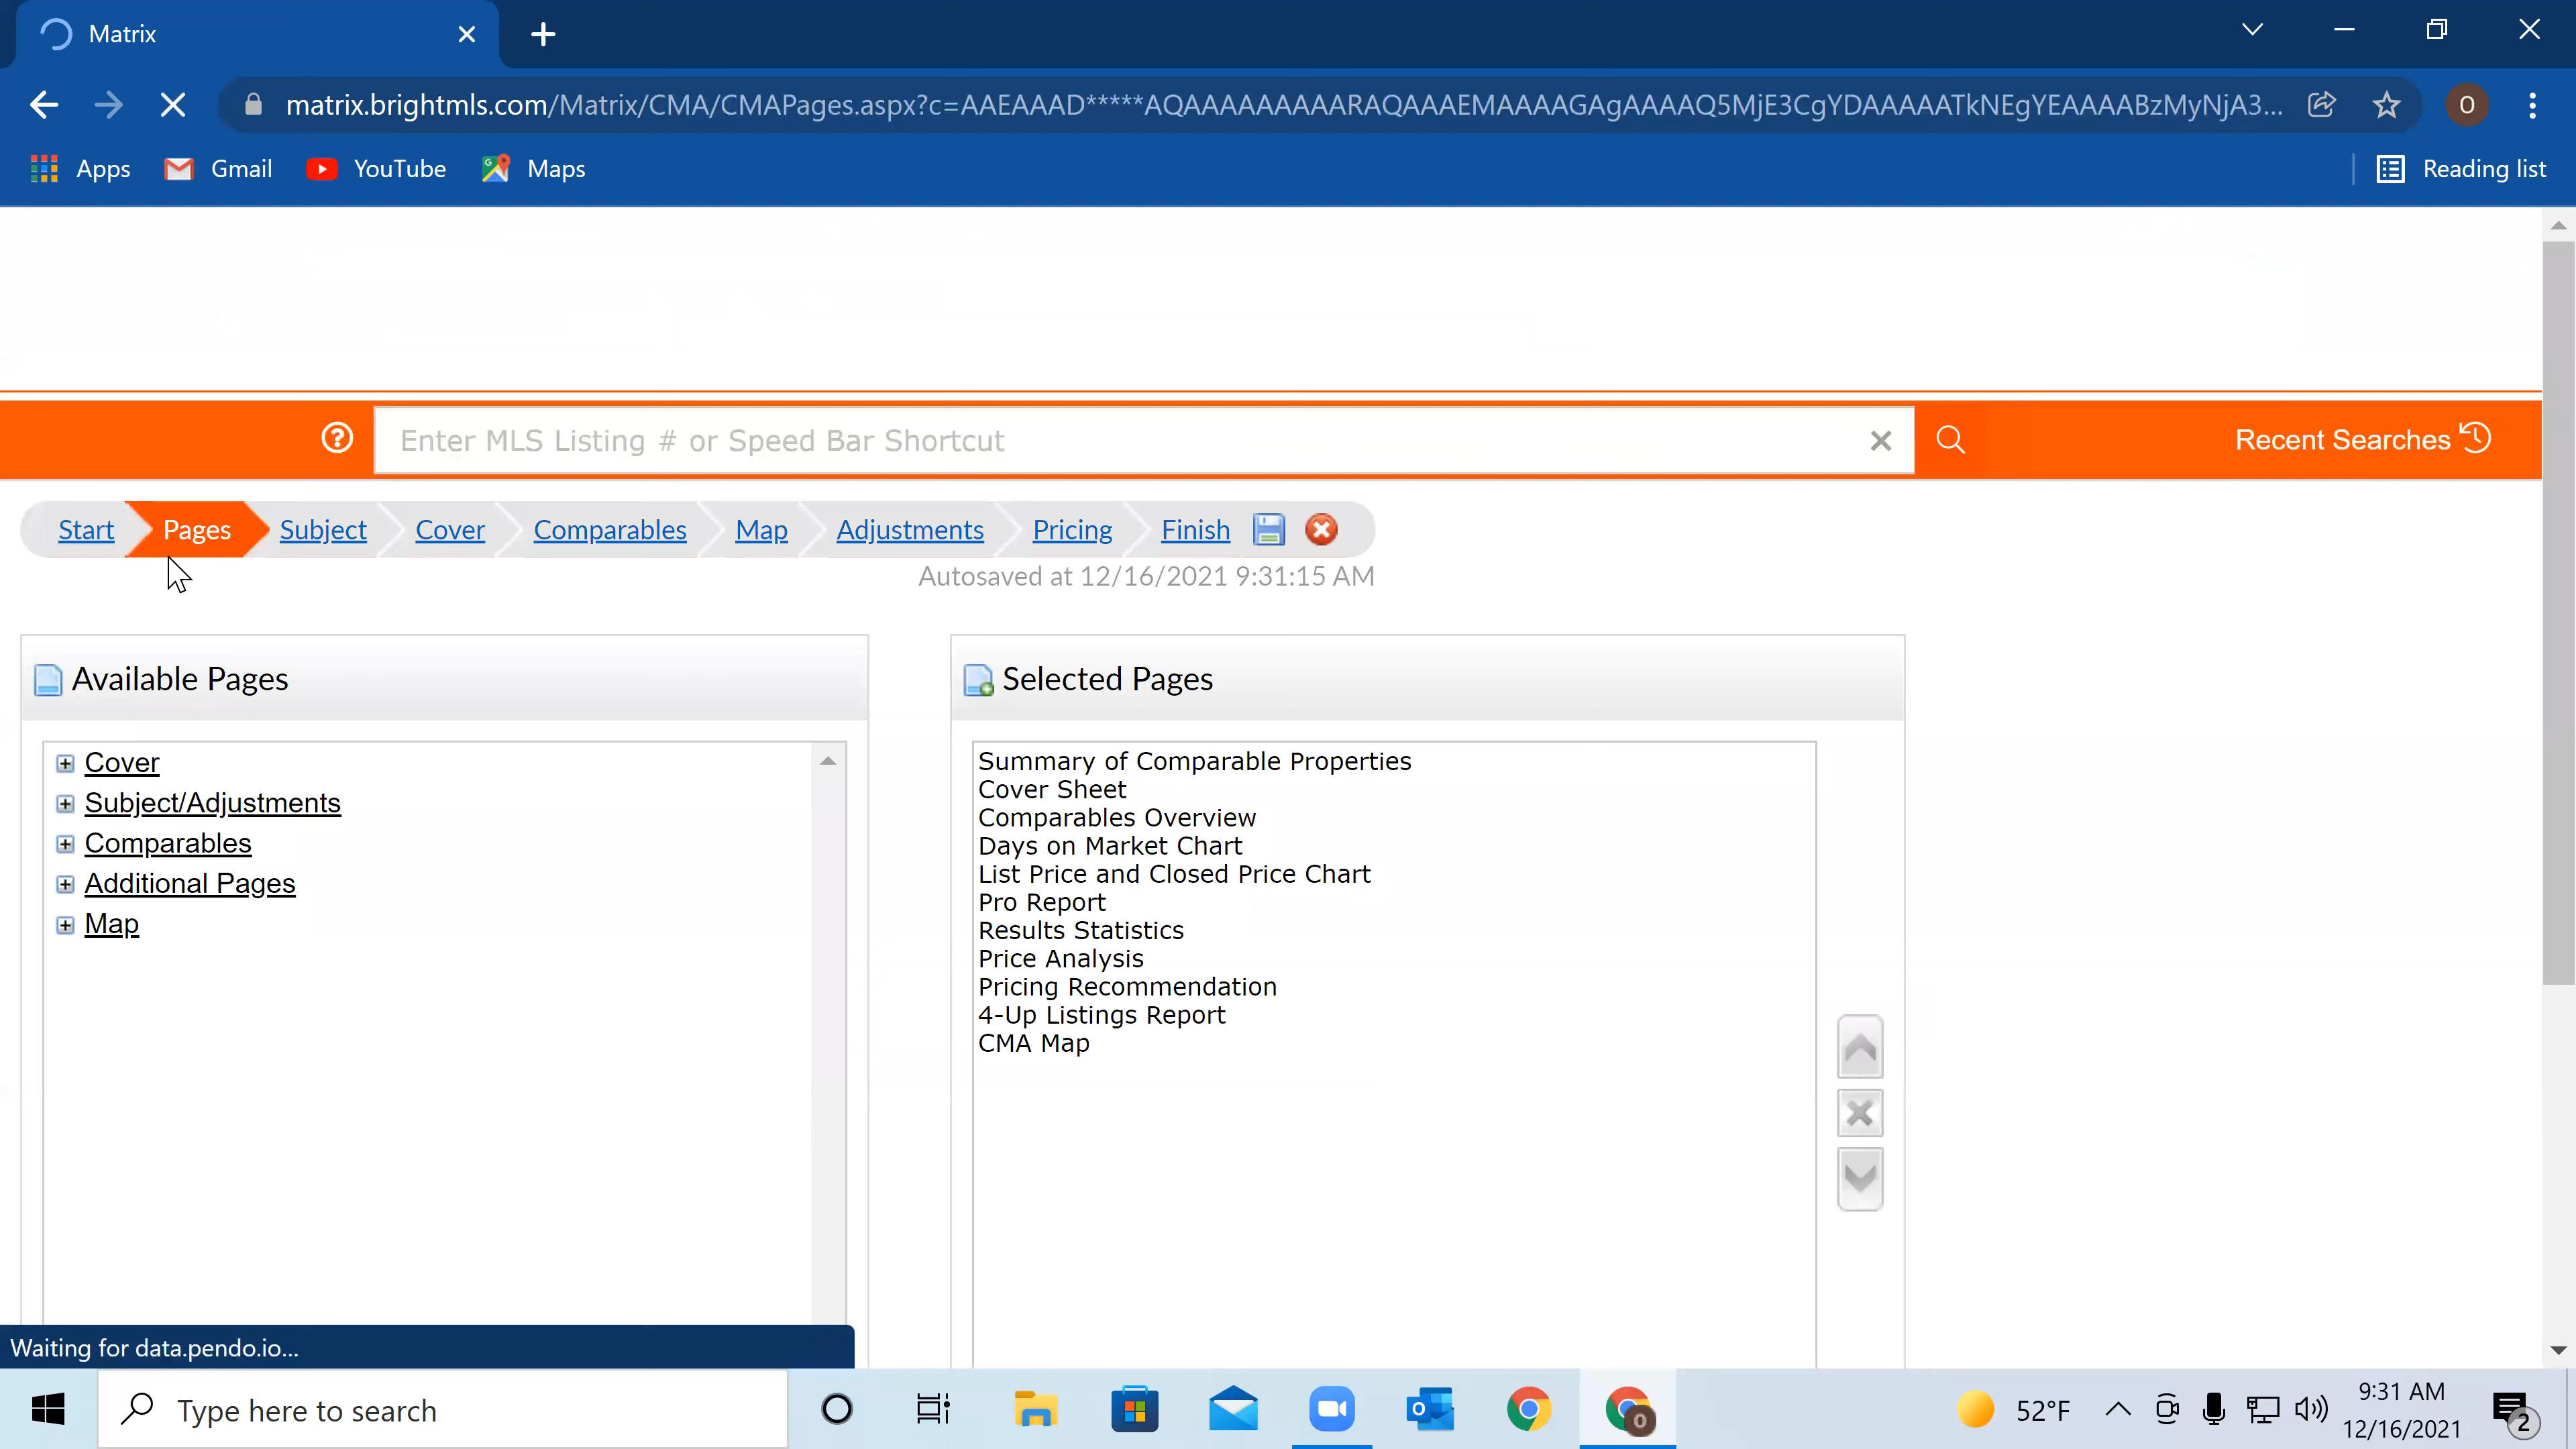 Matrix
matrix.brightmls.com/Matrix/CMA/CMAPages.aspx?c=AAEAAAD*****AQAAAAAAAAARAQAAAEMAAAAGAgAAAAQ5MjE3CgYDAAAAATkNEgYEAAAABzMyNjA3...
O
Apps
Gmail
YouTube
Maps
Reading list
Enter MLS Listing # or Speed Bar Shortcut
Recent Searches
Start
Pages
Subject
Cover
Comparables
Map
Adjustments
Pricing
Finish
Autosaved at 12/16/2021 9:31:15 AM
Available Pages
Cover
Subject/Adjustments
Comparables
Additional Pages
Map
Selected Pages
Summary of Comparable Properties
Cover Sheet
Comparables Overview
Days on Market Chart
List Price and Closed Price Chart
Pro Report
Results Statistics
Price Analysis
Pricing Recommendation
4-Up Listings Report
CMA Map
Waiting for data.pendo.io...
Type here to search
52°F
9:31 AM
12/16/2021
2